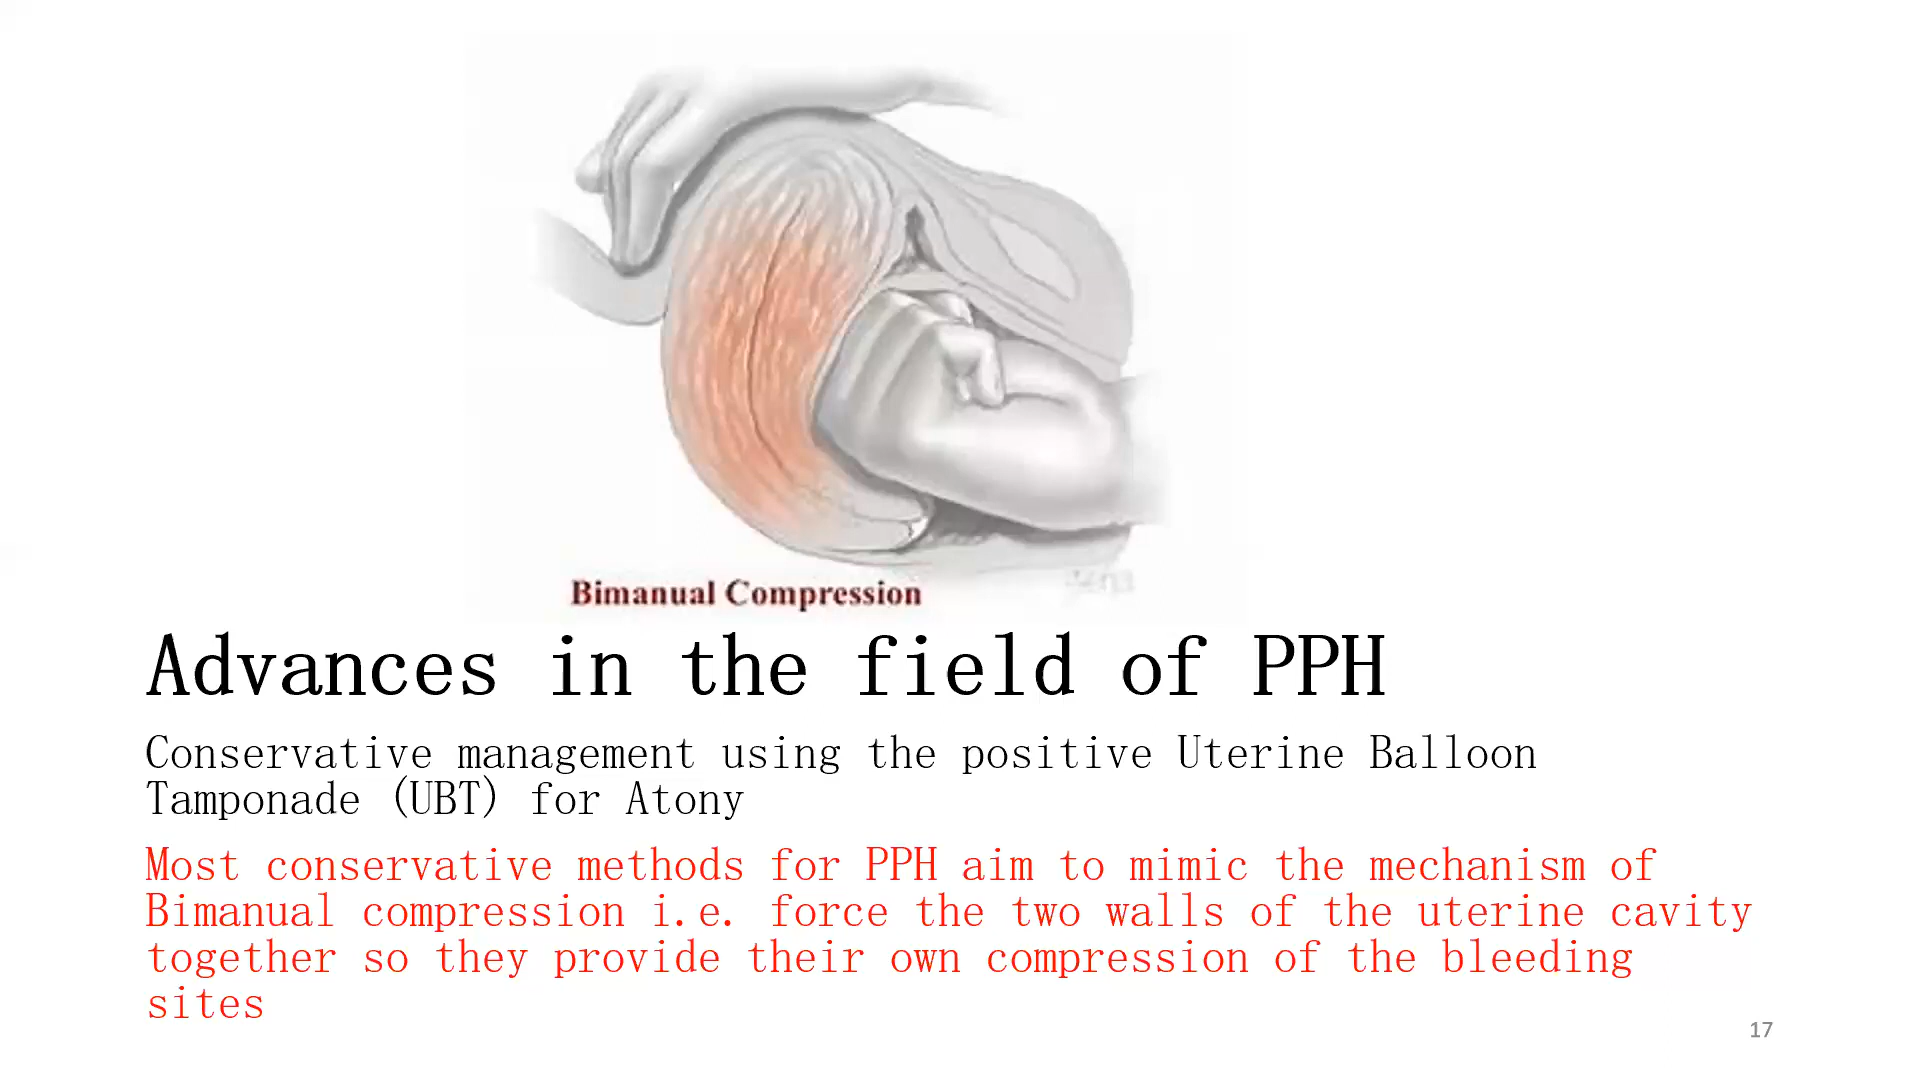 Bimanual Compression
Advances in the field of PPH
Conservative management using the positive Uterine Balloon
Tamponade (UBT) for Atony
Most conservative methods for PPH aim to mimic the mechanism of
Bimanual compression i.e. force the two walls of the uterine cavity
together so they provide their own compression of the bleeding
sites
17